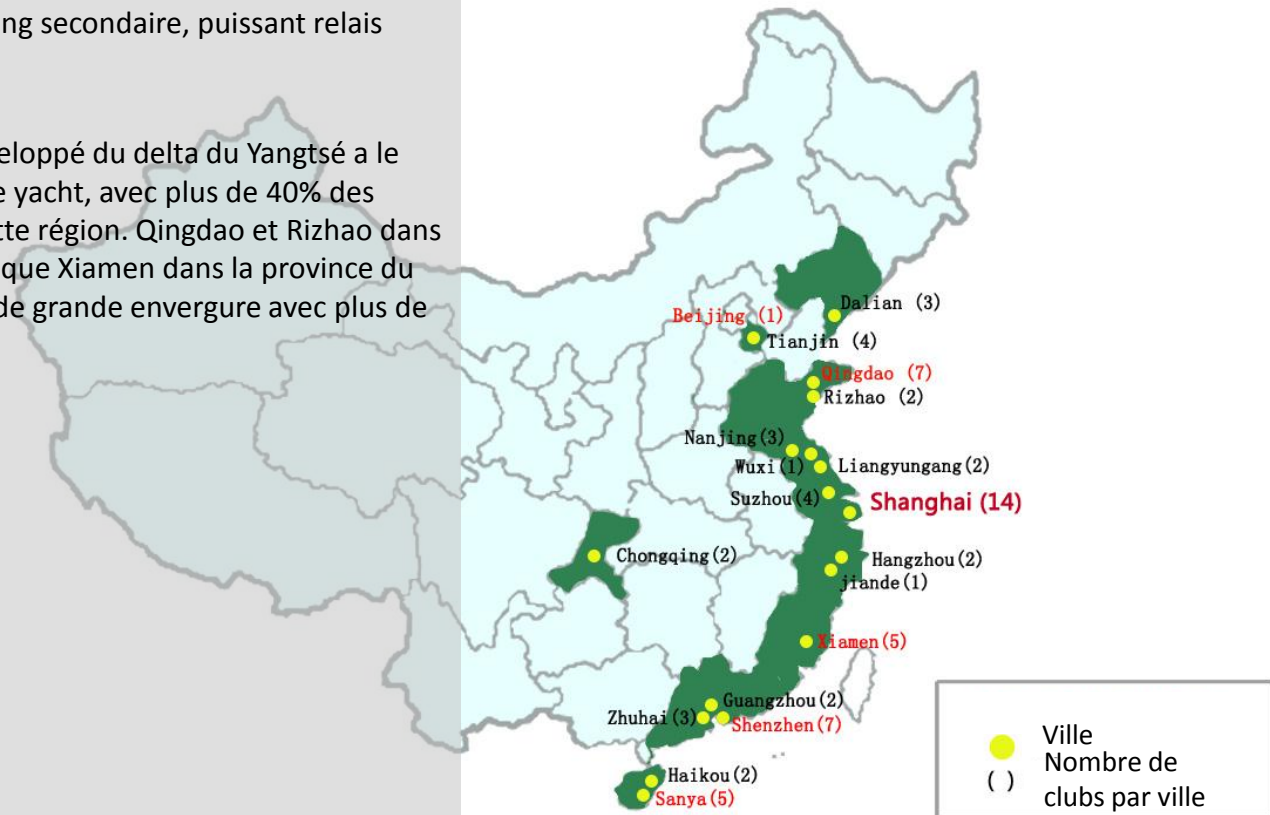 ng secondaire, puissant relais
eloppé du delta du Yangtsé a le
e yacht, avec plus de 40% des
tte région. Qingdao et Rizhao dans
que Xiamen dans la province du
de grande envergure avec plus de
Dalian (3)
Beijing (1)
Tianjin (4)
Qingdao (7)
Rizhao (2)
Nanjing(3)
Wuxi(1)
Liangyungang(2)
Suzhou(4)
Shanghai (14)
Chongqing(2)
Hangzhou(2)
jiande(1)
Xiamen(5)
Guangzhou(2)
Zhuhai(3)
Shenzhen(7)
Haikou(2)
Sanya(5)
Ville
( ) Nombre de
clubs par ville